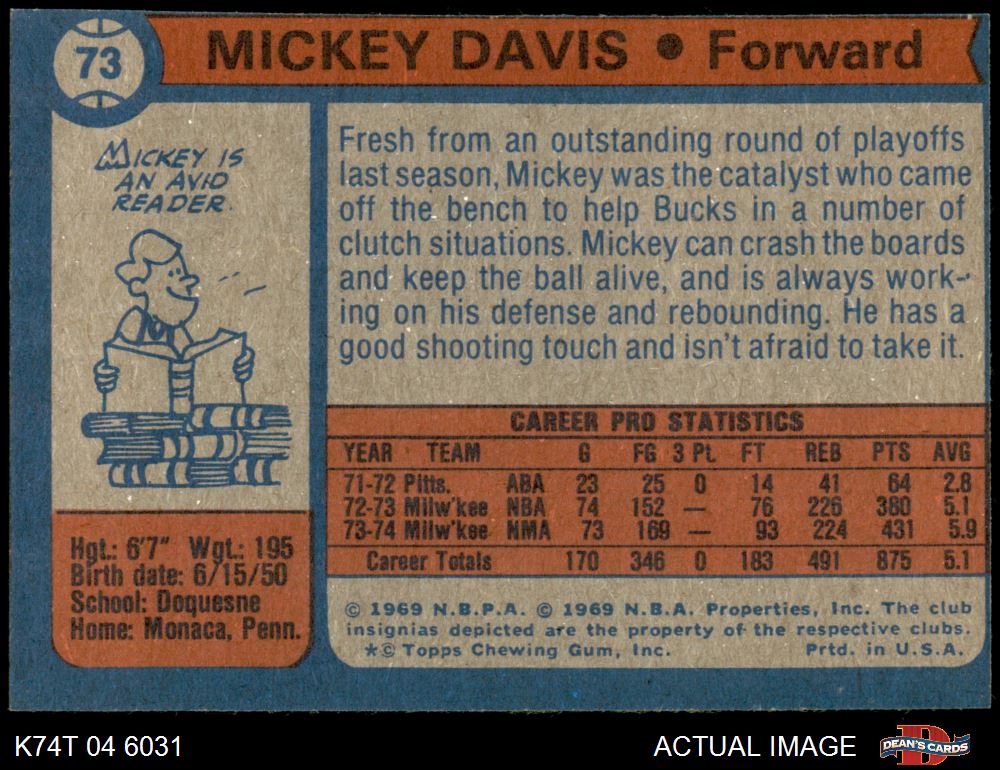 73
MICKEY DAVIS • Forward
MICKEY IS
AN AVID
READER.
Fresh from an outstanding round of playoffs
last season, Mickey was the catalyst who came
off the bench to help Bucks in a number of
clutch situations. Mickey can crash the boards
and keep the ball alive, and is always work-
ing on his defense and rebounding. He has a
good shooting touch and isn't afraid to take it.
CAREER PRO STATISTICS
YEAR TEAM G FG 3 Pt. FT REB PTS AVG
71-72 Pitts. ABA 23 25 0 14 41 64 2.8
72-73 Milw'kee NBA 74 152 — 76 226 380 5.1
73-74 Milw'kee NMA 73 169 — 93 224 431 5.9
Career Totals 170 346 0 183 491 875 5.1
Hgt.: 6'7" Wgt.: 195
Birth date: 6/15/50
School: Doquesne
Home: Monaca, Penn.
© 1969 N.B.P.A. © 1969 N.B.A. Properties, Inc. The club
insignias depicted are the property of the respective clubs.
*© Topps Chewing Gum, Inc. Prtd. in U.S.A.
K74T 04 6031
ACTUAL IMAGE
DEAN'S CARDS